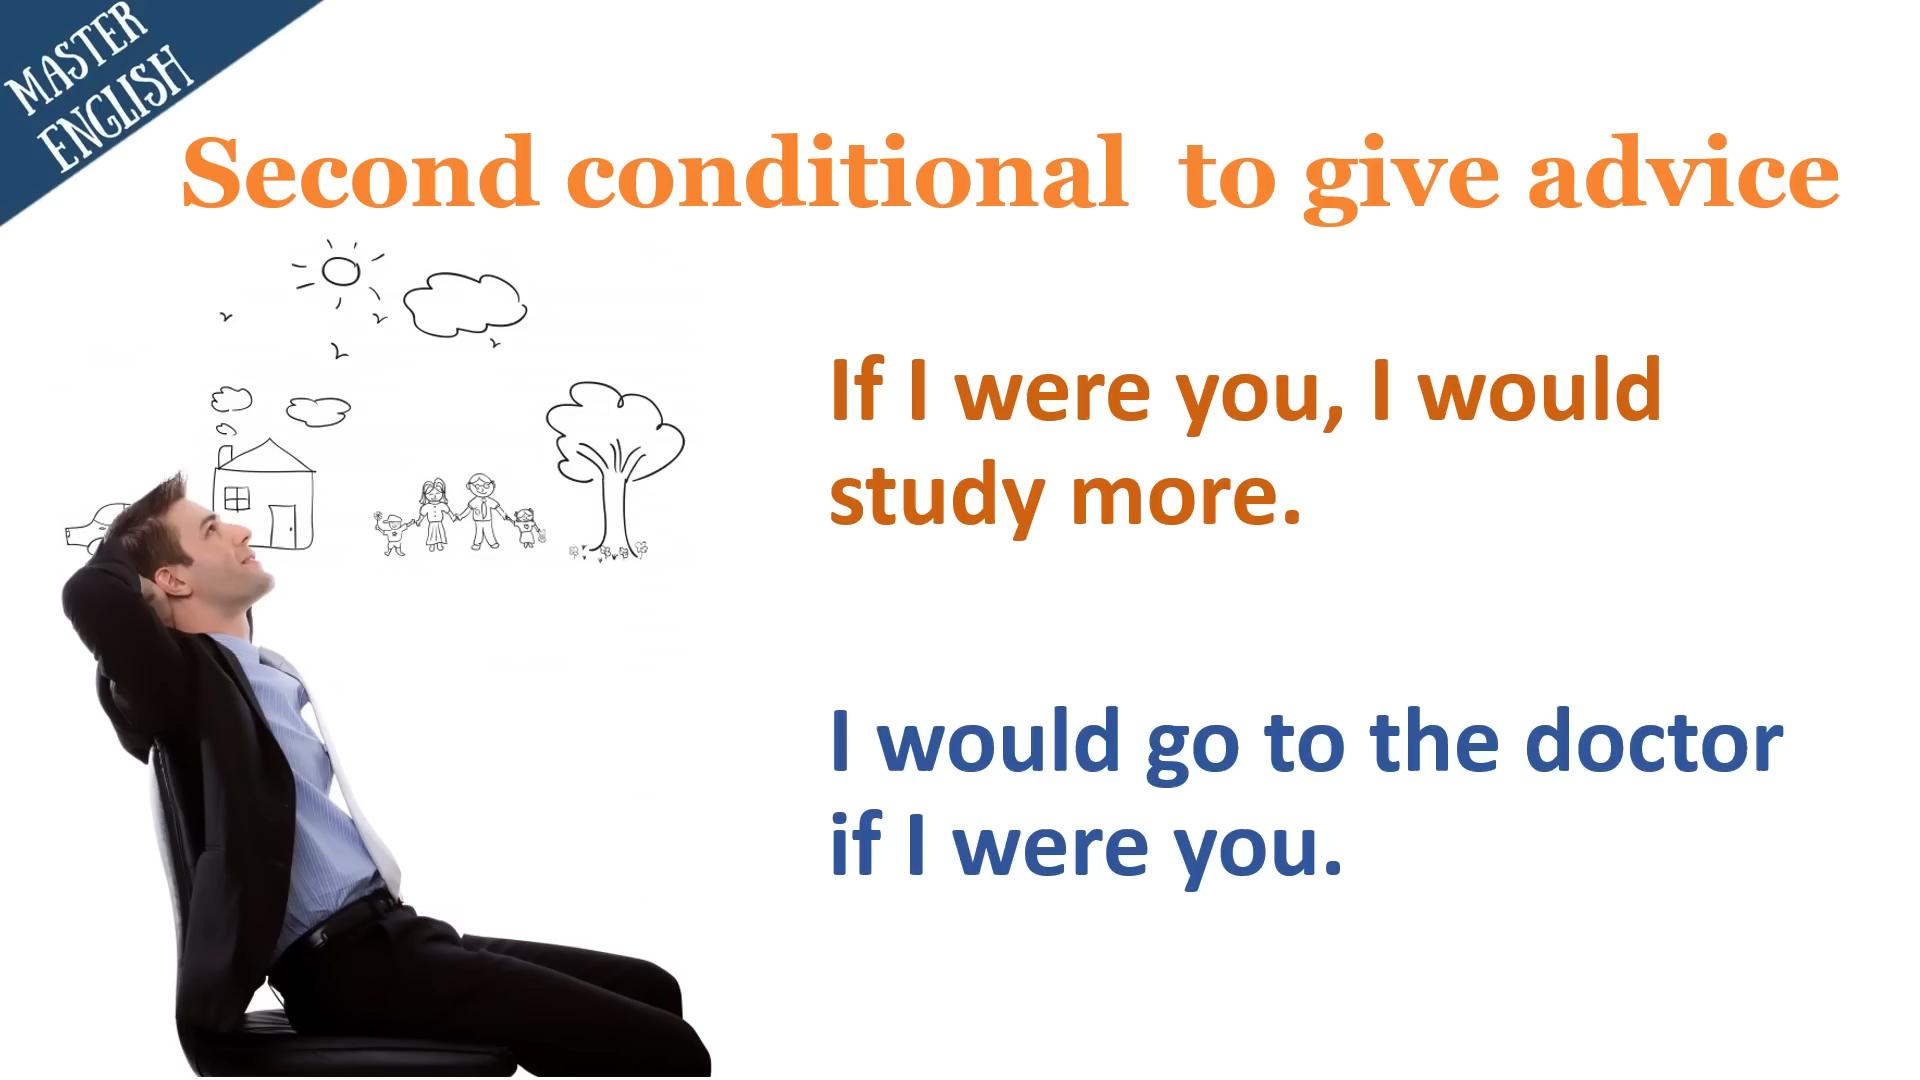 MASTER
ENGLISH
Second conditional to give advice
If I were you, I would
study more.
I would go to the doctor
if I were you.